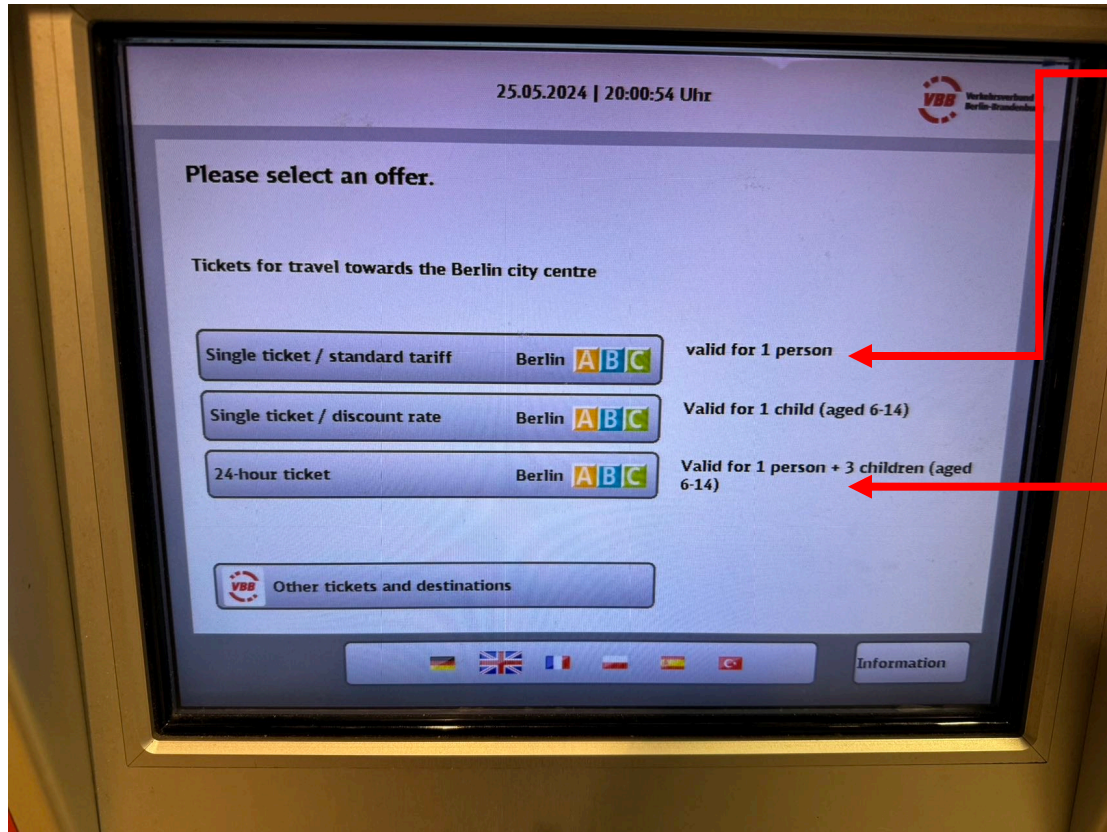 25.05.2024 | 20:00:54 Uhr
VBB
Verkehrsverbund
Berlin-Brandenburg
Please select an offer.
Tickets for travel towards the Berlin city centre
Single ticket / standard tariff Berlin A B C valid for 1 person
Single ticket / discount rate Berlin A B C Valid for 1 child (aged 6-14)
24-hour ticket Berlin A B C Valid for 1 person + 3 children (aged
6-14)
VBB Other tickets and destinations
Information